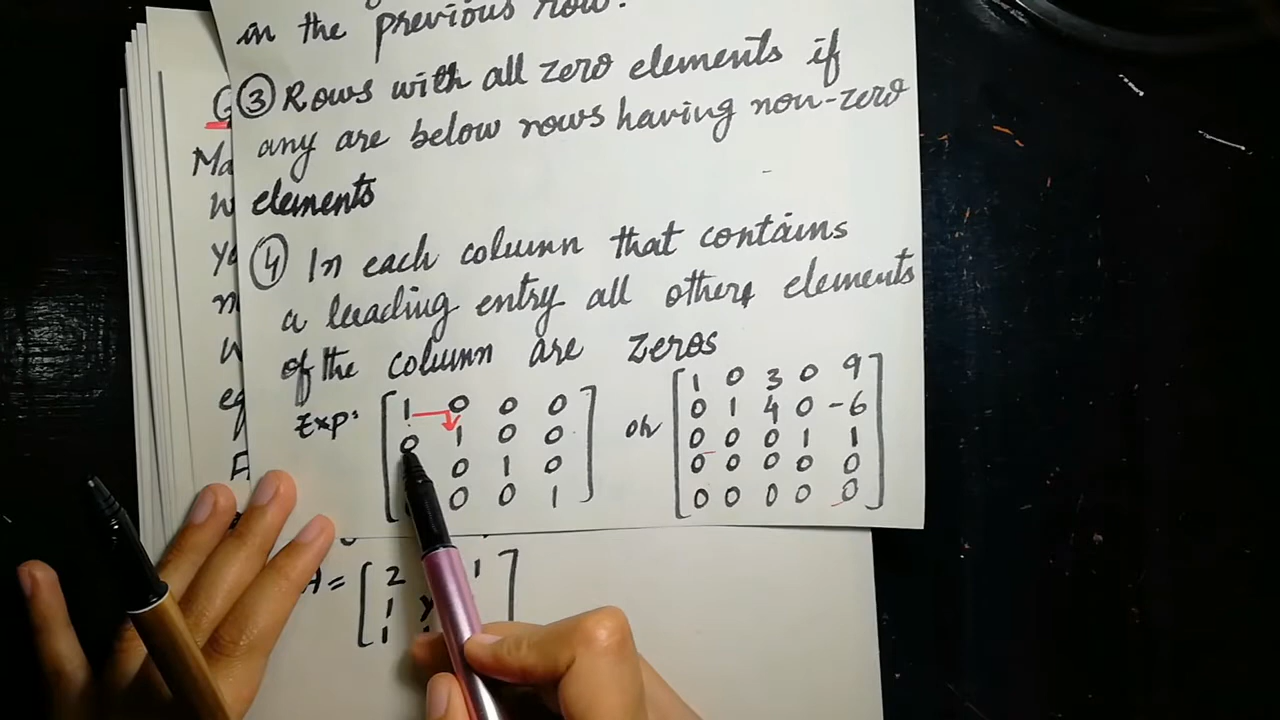 in the previous row.
③ Rows with all zero elements if
any are below rows having non-zero
elements
④ In each column that contains
a leading entry all other elements
of the column are zeros
Exp: [1 0 0 0 or [1 0 3 0 9
0 1 0 0 0 1 4 0 -6
0 1 0 0 0 0 1 1
0 0 1] 0 0 0 0 0
0 0 0 0 0]
G
Ma
W
yo
A = [2 1
1
1 ]